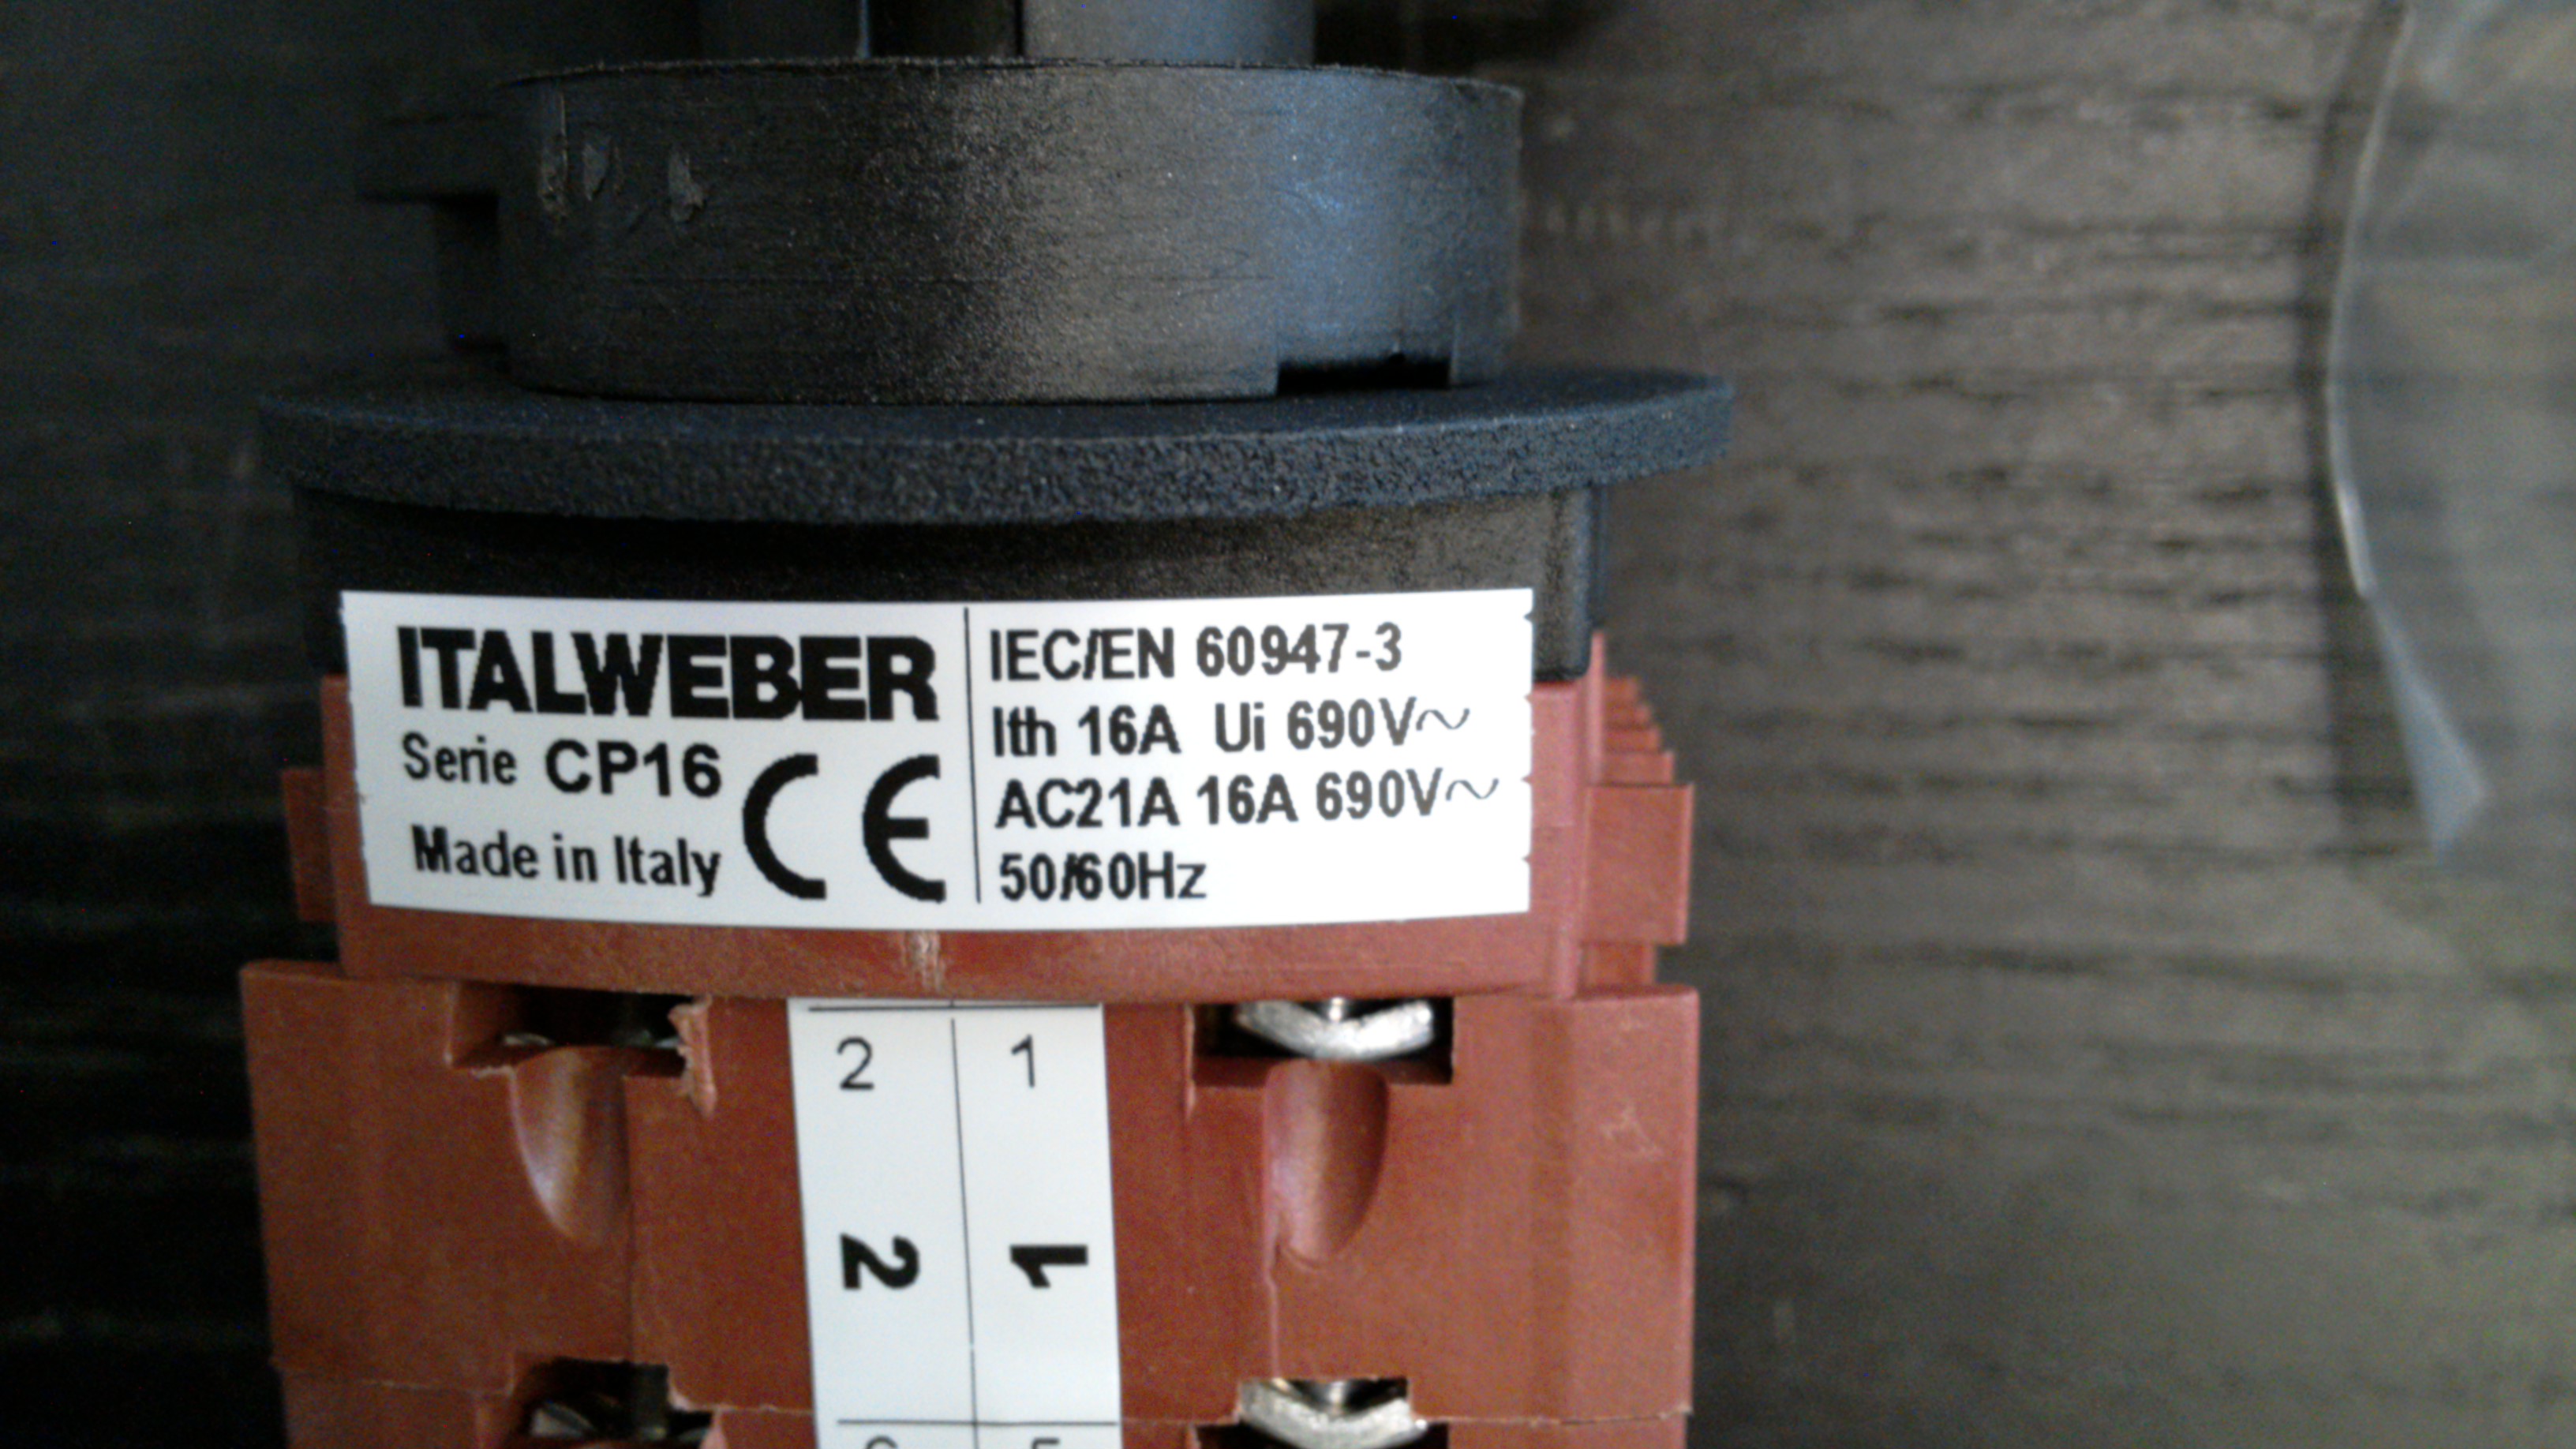 ITALWEBER
Serie CP16
Made in Italy
CE
IEC/EN 60947-3
Ith 16A Ui 690V~
AC21A 16A 690V~
50/60Hz
2 1
2 1